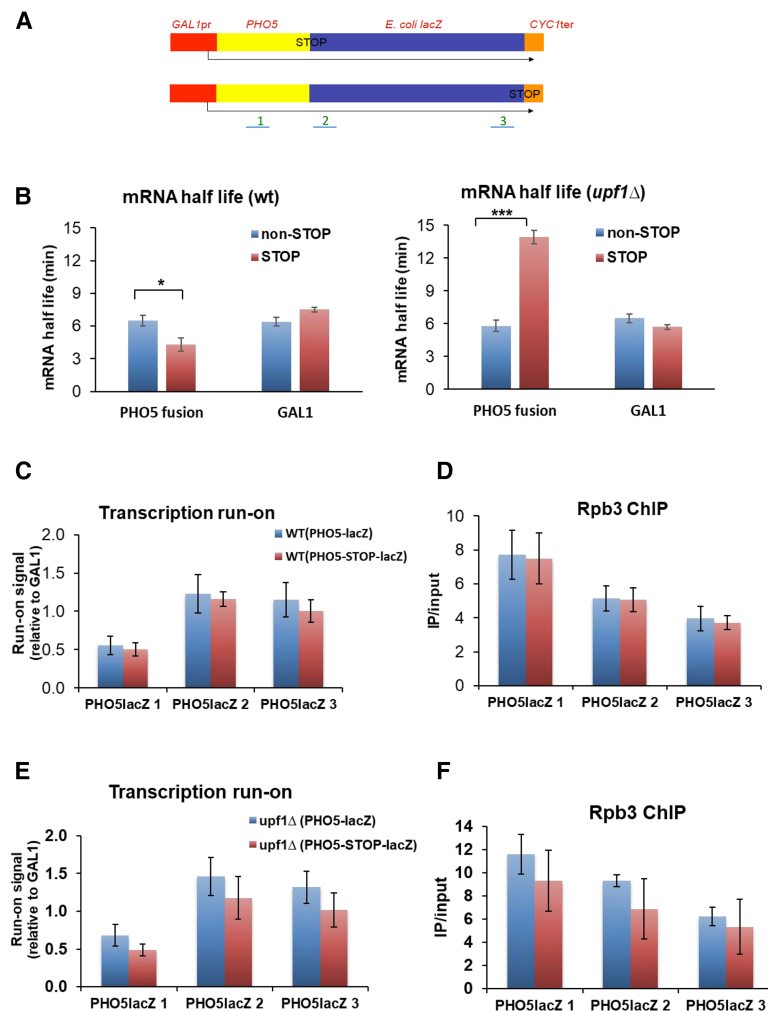 A
GAL1pr PHO5 E. coli lacZ CYC1ter
STOP
STOP
1 2 3
B
mRNA half life (wt)
mRNA half life (min)
15
12
9
6
3
0
non-STOP
STOP
*
PHO5 fusion GAL1
mRNA half life (upf1Δ)
mRNA half life (min)
15
12
9
6
3
0
***
non-STOP
STOP
PHO5 fusion GAL1
C
Transcription run-on
Run-on signal
(relative to GAL1)
2.0
1.5
1.0
0.5
0.0
WT(PHO5-lacZ)
WT(PHO5-STOP-lacZ)
PHO5lacZ 1 PHO5lacZ 2 PHO5lacZ 3
D
Rpb3 ChIP
IP/input
10
8
6
4
2
0
PHO5lacZ 1 PHO5lacZ 2 PHO5lacZ 3
E
Transcription run-on
Run-on signal
(relative to GAL1)
2.0
1.5
1.0
0.5
0.0
upf1Δ (PHO5-lacZ)
upf1Δ (PHO5-STOP-lacZ)
PHO5lacZ 1 PHO5lacZ 2 PHO5lacZ 3
F
Rpb3 ChIP
IP/input
14
12
10
8
6
4
2
0
PHO5lacZ 1 PHO5lacZ 2 PHO5lacZ 3